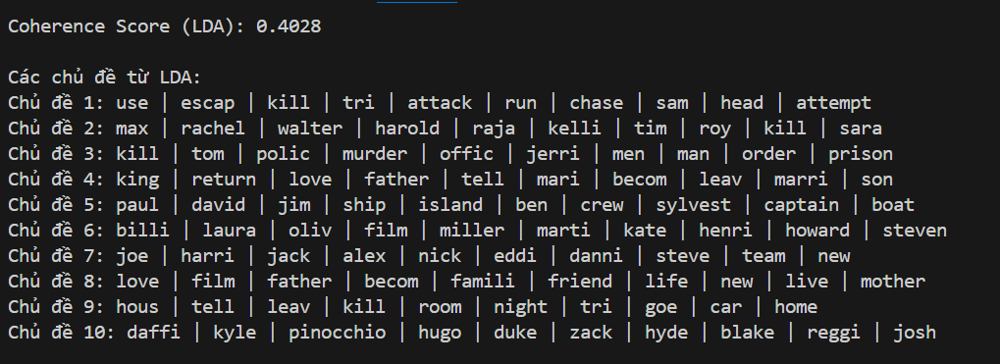 Coherence Score (LDA): 0.4028
Các chủ đề từ LDA:
Chủ đề 1: use | escap | kill | tri | attack | run | chase | sam | head | attempt
Chủ đề 2: max | rachel | walter | harold | raja | kelli | tim | roy | kill | sara
Chủ đề 3: kill | tom | polic | murder | offic | jerri | men | man | order | prison
Chủ đề 4: king | return | love | father | tell | mari | becom | leav | marri | son
Chủ đề 5: paul | david | jim | ship | island | ben | crew | sylvest | captain | boat
Chủ đề 6: billi | laura | oliv | film | miller | marti | kate | henri | howard | steven
Chủ đề 7: joe | harri | jack | alex | nick | eddi | danni | steve | team | new
Chủ đề 8: love | film | father | becom | famili | friend | life | new | live | mother
Chủ đề 9: hous | tell | leav | kill | room | night | tri | goe | car | home
Chủ đề 10: daffi | kyle | pinocchio | hugo | duke | zack | hyde | blake | reggi | josh